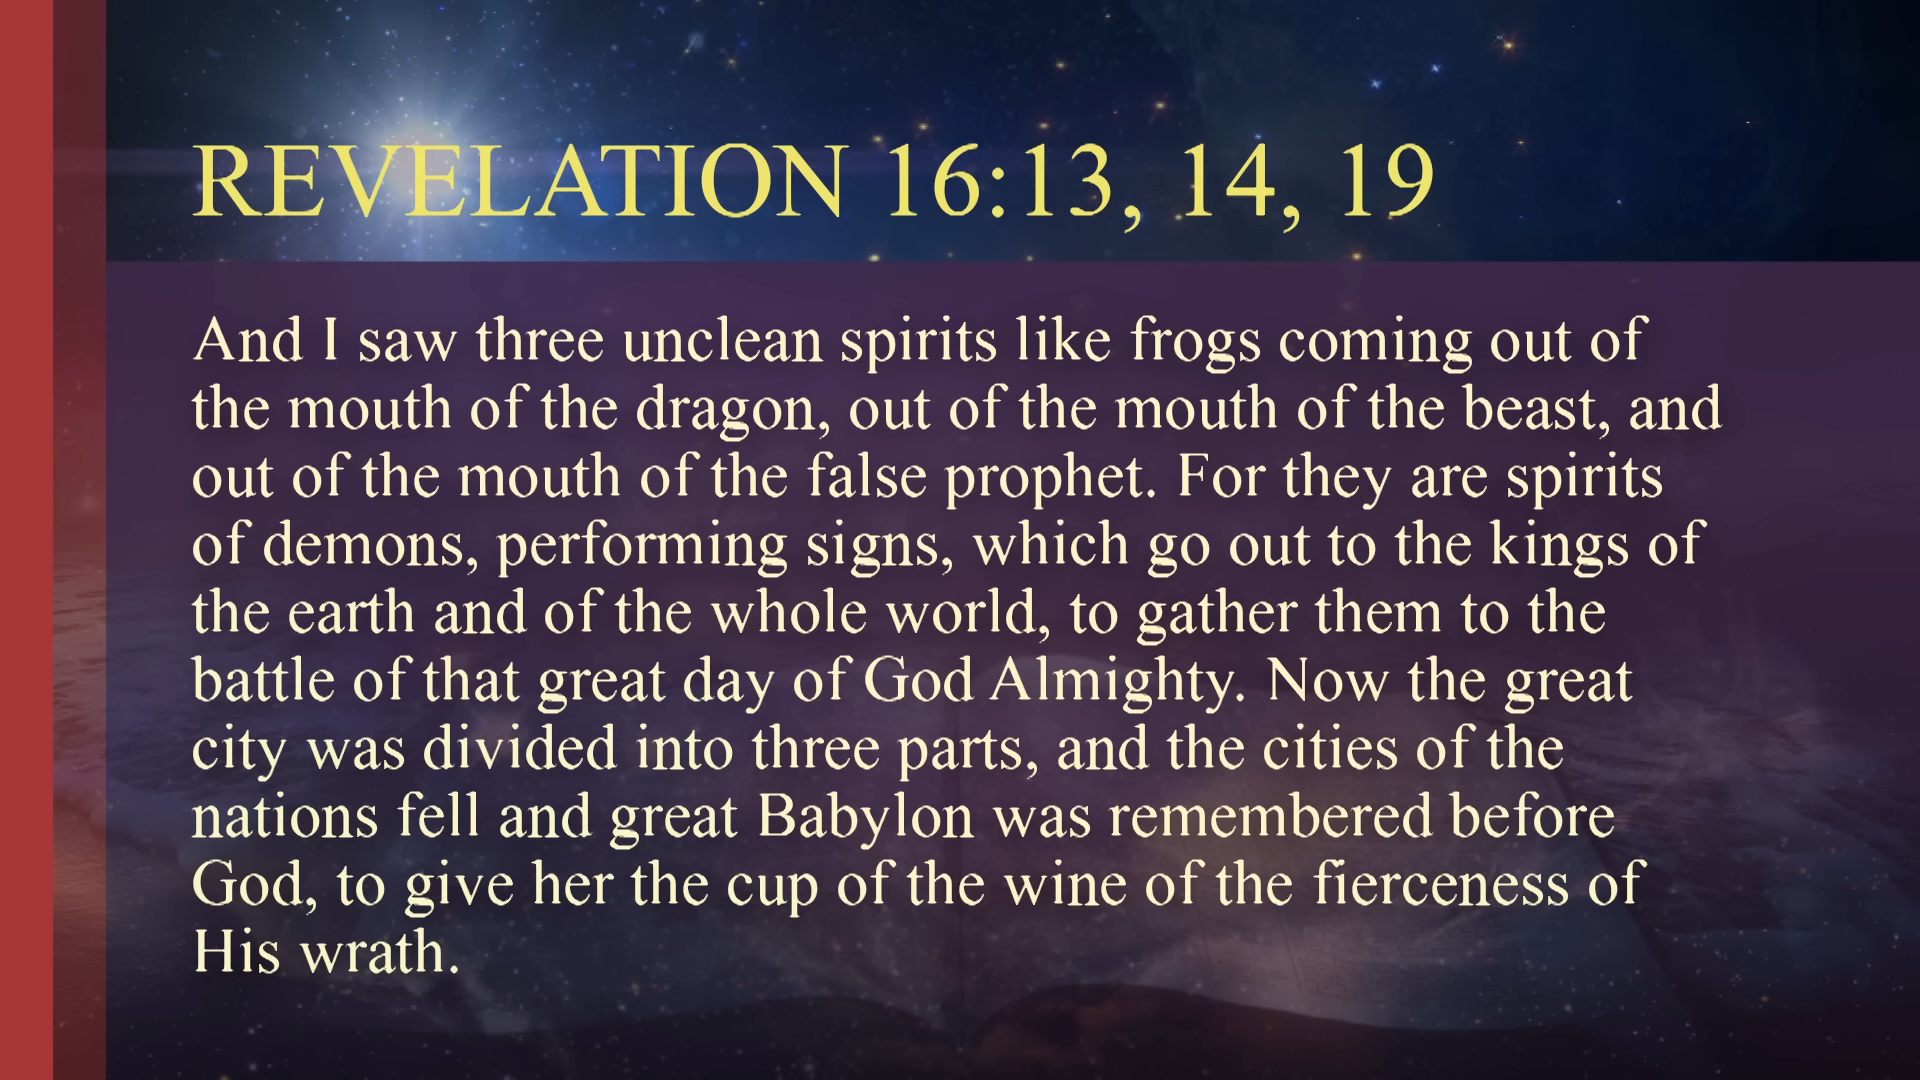 REVELATION 16:13, 14, 19
And I saw three unclean spirits like frogs coming out of
the mouth of the dragon, out of the mouth of the beast, and
out of the mouth of the false prophet. For they are spirits
of demons, performing signs, which go out to the kings of
the earth and of the whole world, to gather them to the
battle of that great day of God Almighty. Now the great
city was divided into three parts, and the cities of the
nations fell and great Babylon was remembered before
God, to give her the cup of the wine of the fierceness of
His wrath.